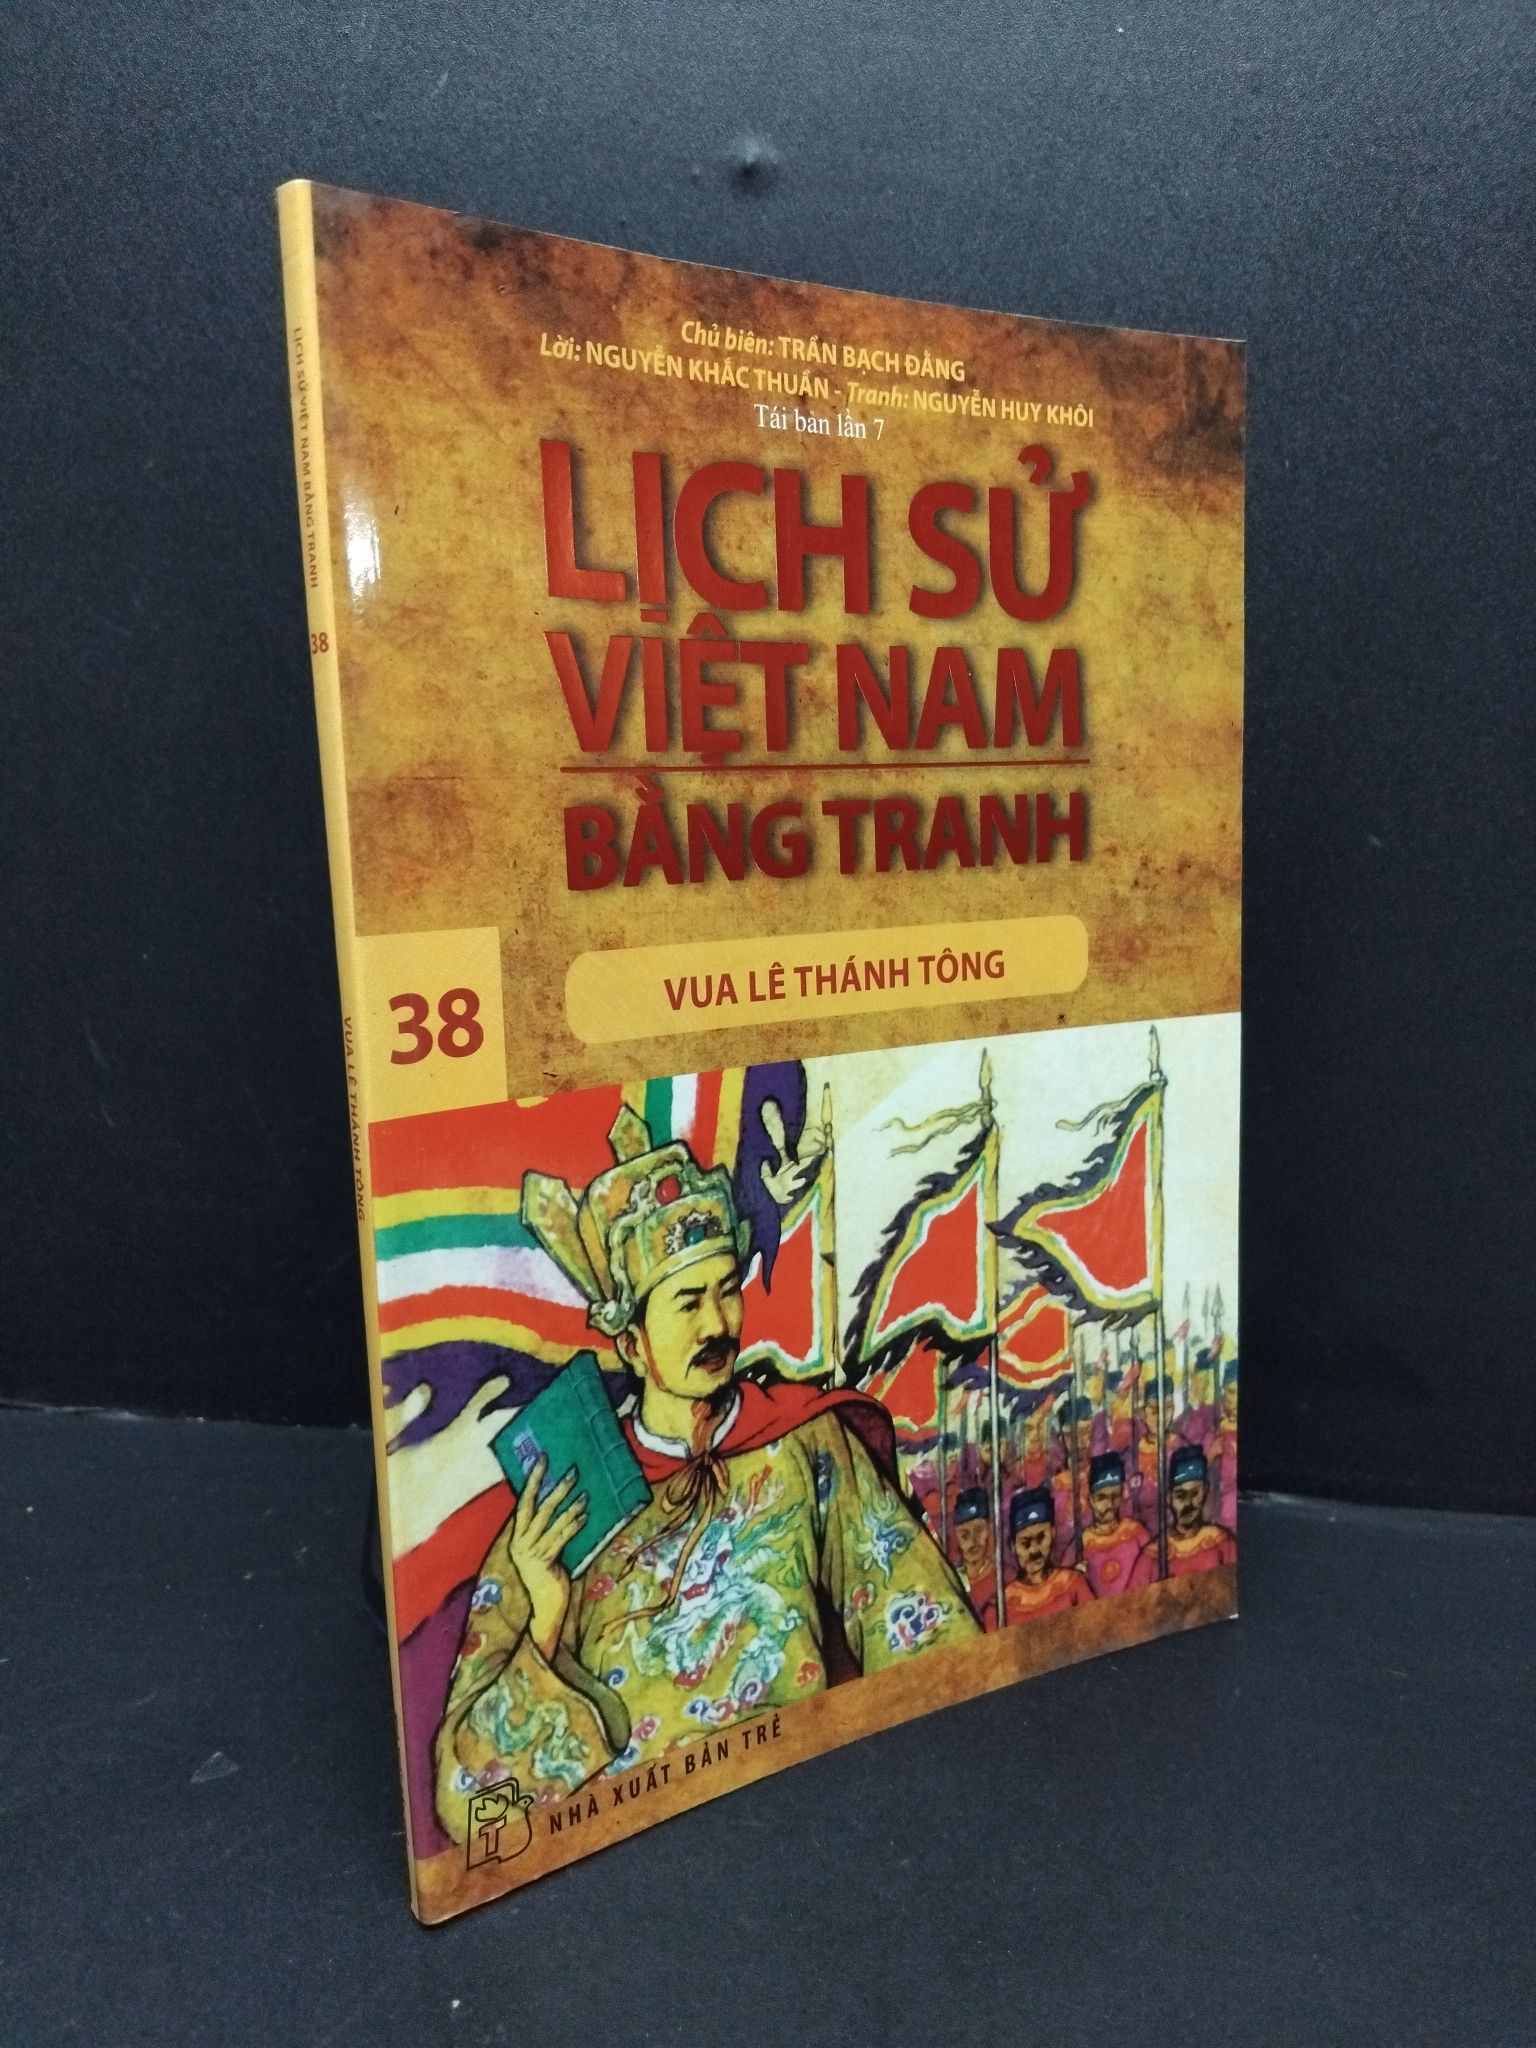 Chủ biên: TRẦN BẠCH ĐẰNG
Lời: NGUYỄN KHẮC THUẦN - Tranh: NGUYỄN HUY KHÔI
Tái bản lần 7
LỊCH SỬ
VIỆT NAM
BẰNG TRANH
VUA LÊ THÁNH TÔNG
38
NHÀ XUẤT BẢN TRẺ
T
LỊCH SỬ VIỆT NAM BẰNG TRANH 38 VUA LÊ THÁNH TÔNG